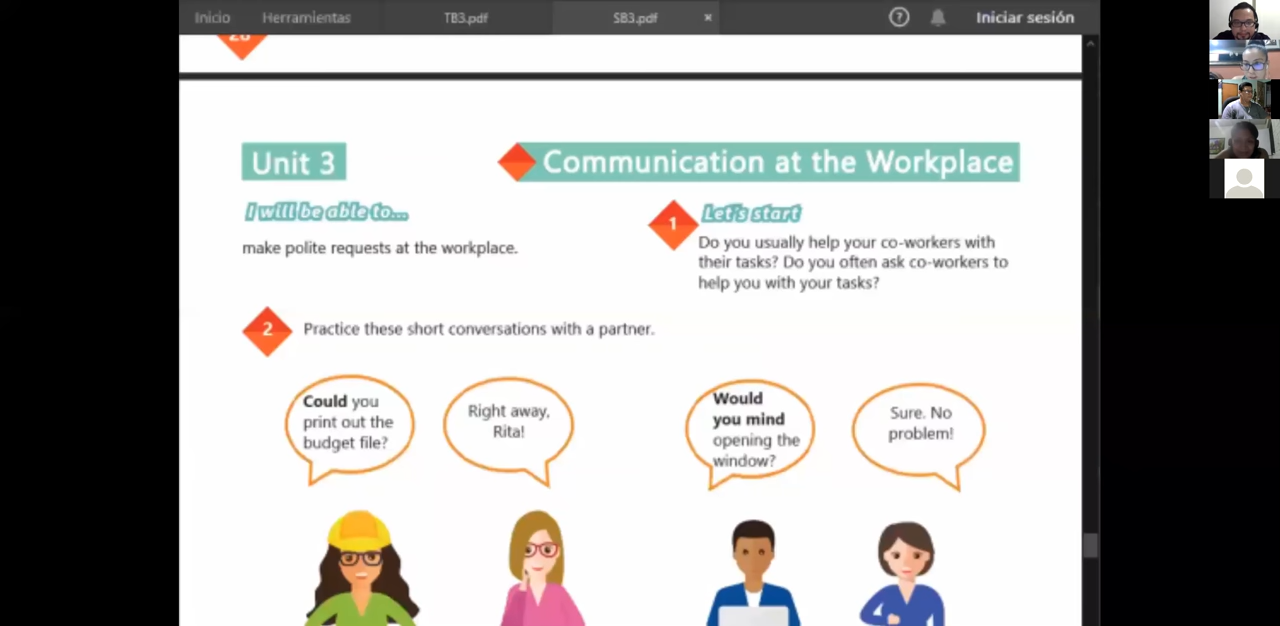 Inicio Herramientas TB3.pdf SB3.pdf × ? Iniciar sesión
Unit 3 Communication at the Workplace
I will be able to...
make polite requests at the workplace.
1 Let's start
Do you usually help your co-workers with
their tasks? Do you often ask co-workers to
help you with your tasks?
2 Practice these short conversations with a partner.
Could you
print out the
budget file?
Right away,
Rita!
Would
you mind
opening the
window?
Sure. No
problem!